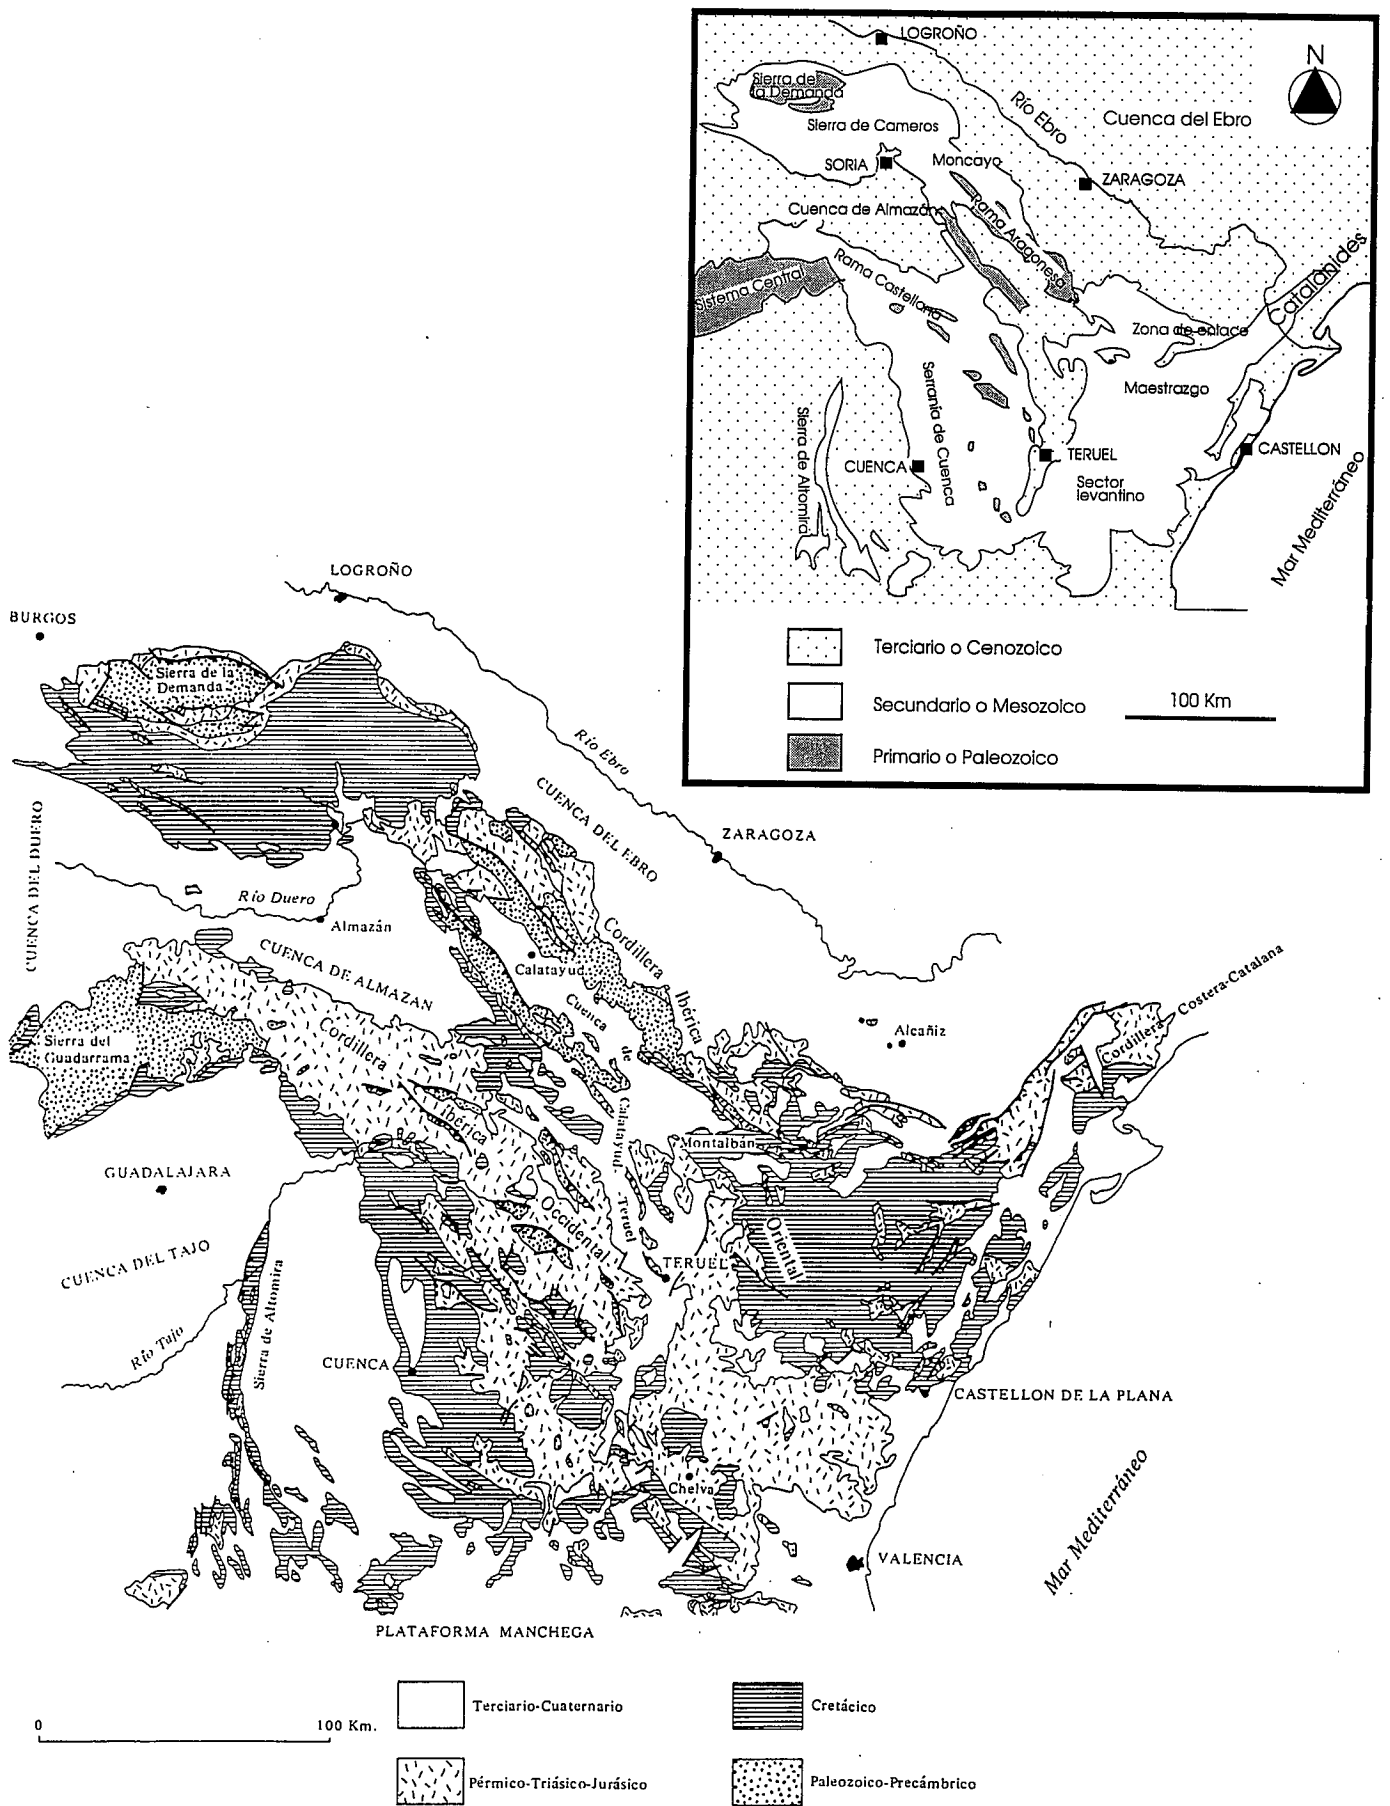 N
LOGROÑO
Sierra de
la Demanda
Río Ebro
Cuenca del Ebro
Sierra de Cameros
SORIA
Moncayo
ZARAGOZA
Cuenca de Almazán
Rama Aragonesa
Catalánides
Sistema Central
Rama Castellana
Zona de enlace
Maestrazgo
Serranía de Cuenca
Sierra de Altomira
CUENCA
TERUEL
CASTELLON
Sector
levantino
Mar Mediterráneo
Terciario o Cenozoico
Secundario o Mesozoico
100 Km
Primario o Paleozoico
LOGROÑO
BURGOS
Sierra de la
Demanda
Río Ebro
CUENCA DEL EBRO
ZARAGOZA
CUENCA DEL DUERO
Río Duero
Almazán
CUENCA DE ALMAZAN
Calatayud
Cordillera
Ibérica
Oriental
Cuenca
de
Calatayud-
-Teruel
Alcañiz
Cordillera Costera-Catalana
Sierra del
Guadarrama
Cordillera
Ibérica
Occidental
Montalbán
GUADALAJARA
CUENCA DEL TAJO
Río Tajo
Sierra de Altomira
TERUEL
CUENCA
CASTELLON DE LA PLANA
Chelva
VALENCIA
Mar Mediterráneo
PLATAFORMA MANCHEGA
0
100 Km.
Terciario-Cuaternario
Cretácico
Pérmico-Triásico-Jurásico
Paleozoico-Precámbrico